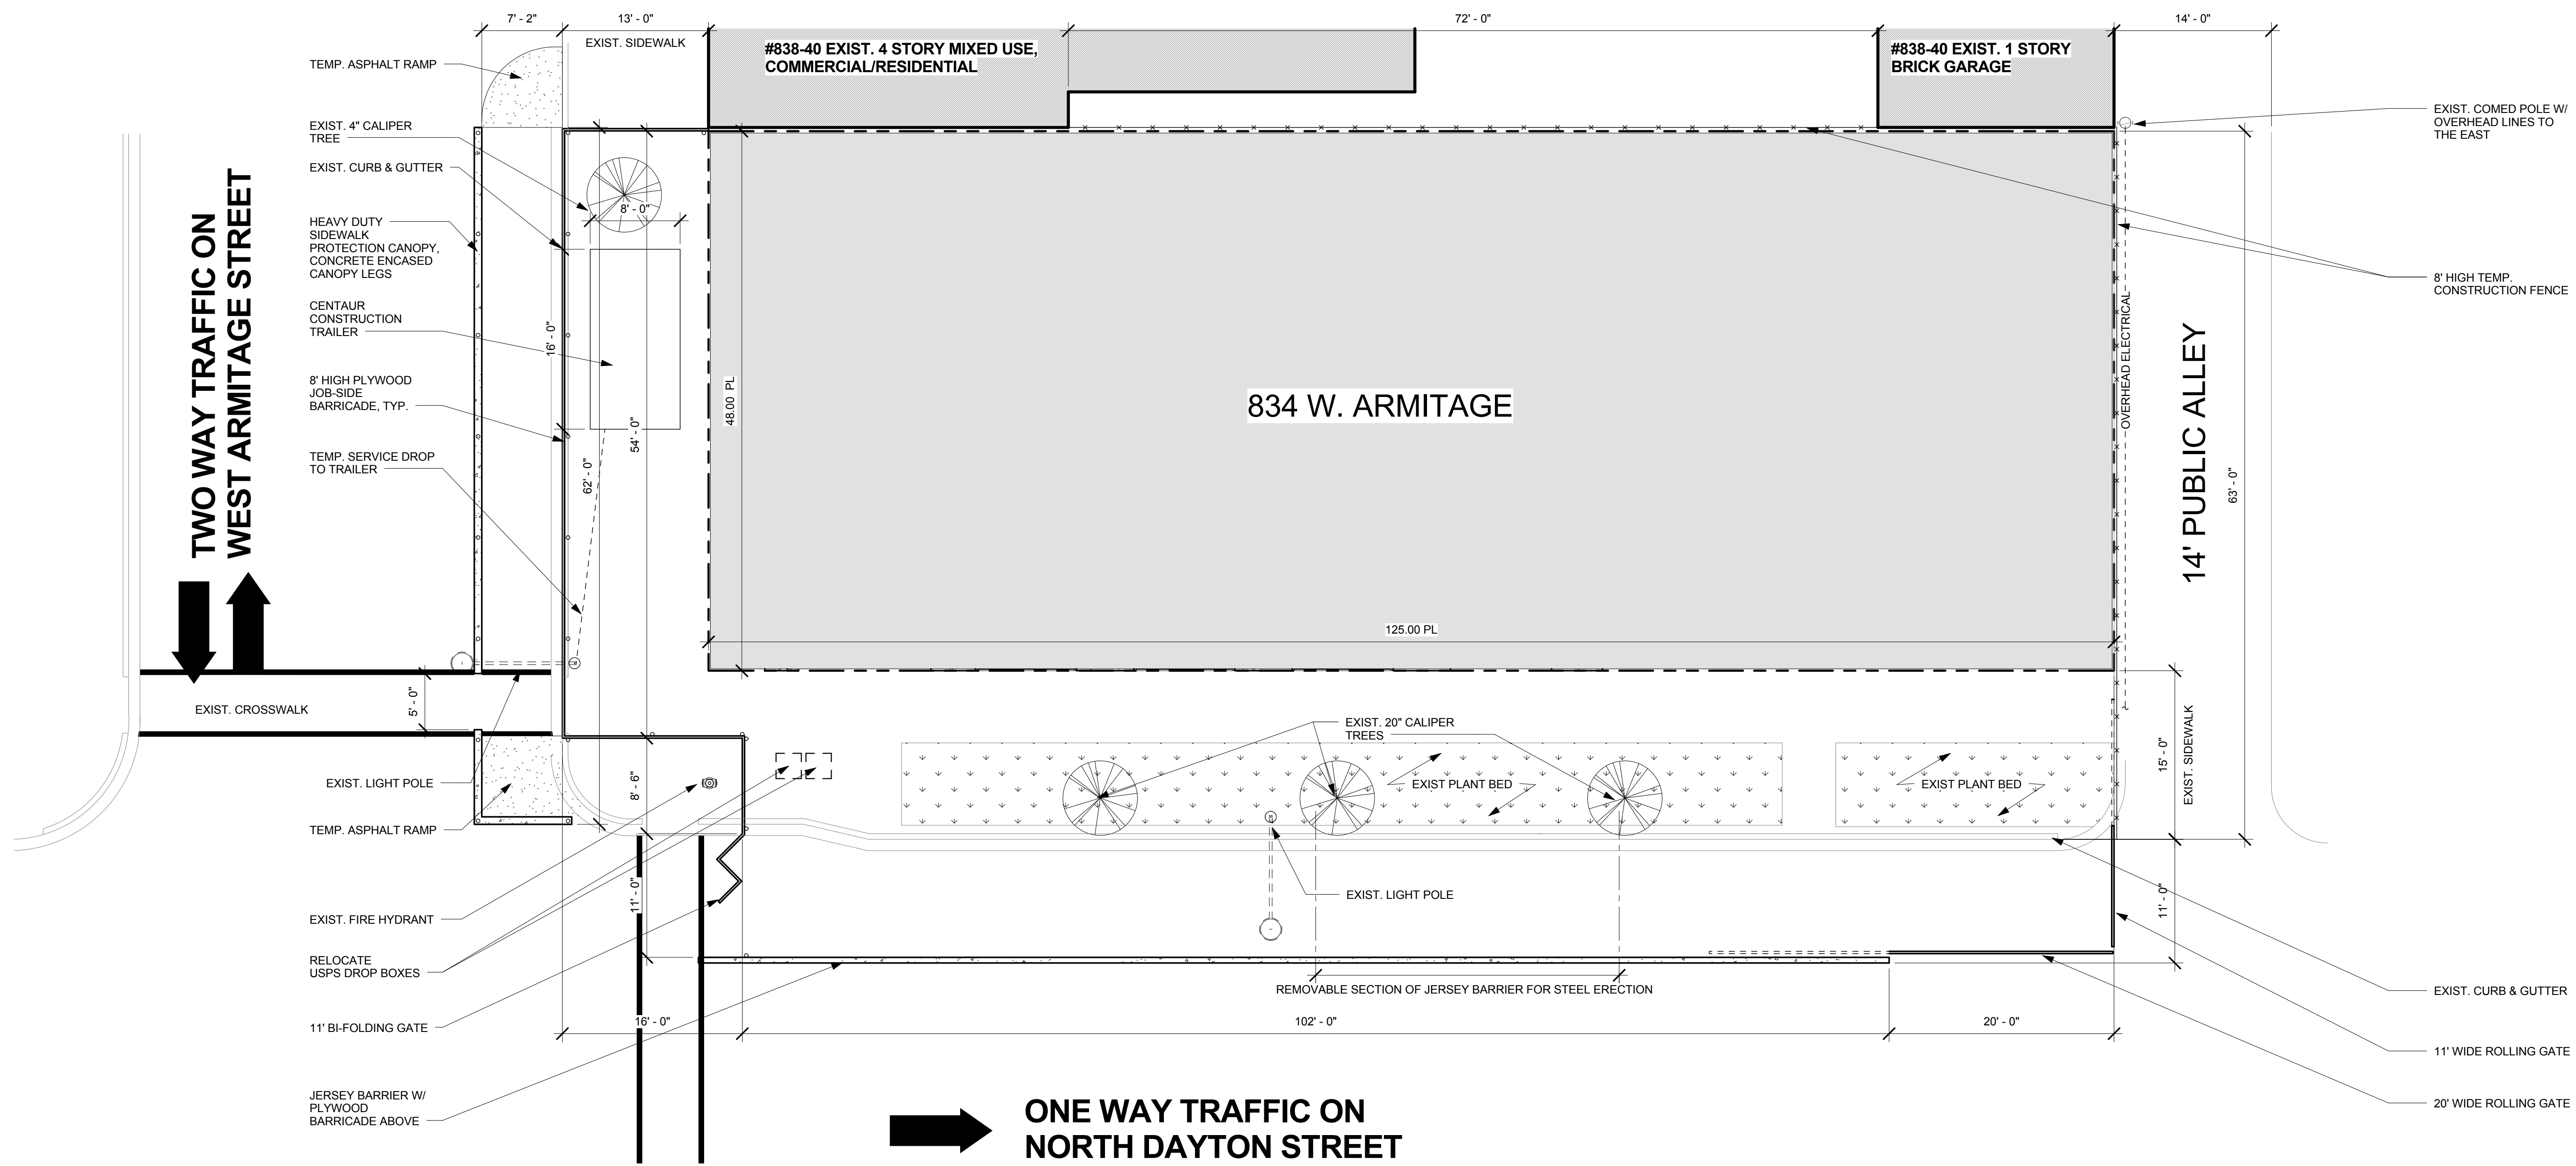 7' - 2"
13' - 0"
72' - 0"
14' - 0"
EXIST. SIDEWALK
#838-40 EXIST. 4 STORY MIXED USE,
COMMERCIAL/RESIDENTIAL
#838-40 EXIST. 1 STORY
BRICK GARAGE
TEMP. ASPHALT RAMP
EXIST. 4" CALIPER
TREE
EXIST. CURB & GUTTER
HEAVY DUTY
SIDEWALK
PROTECTION CANOPY,
CONCRETE ENCASED
CANOPY LEGS
CENTAUR
CONSTRUCTION
TRAILER
8' HIGH PLYWOOD
JOB-SIDE
BARRICADE, TYP.
TEMP. SERVICE DROP
TO TRAILER
TWO WAY TRAFFIC ON
WEST ARMITAGE STREET
8' - 0"
16' - 0"
54' - 0"
62' - 0"
48.00 PL
834 W. ARMITAGE
125.00 PL
EXIST. COMED POLE W/
OVERHEAD LINES TO
THE EAST
8' HIGH TEMP.
CONSTRUCTION FENCE
OVERHEAD ELECTRICAL
14' PUBLIC ALLEY
63' - 0"
EXIST. CROSSWALK
5' - 0"
EXIST. LIGHT POLE
TEMP. ASPHALT RAMP
8' - 6"
11' - 0"
EXIST. 20" CALIPER
TREES
EXIST PLANT BED
EXIST PLANT BED
15' - 0"
EXIST. SIDEWALK
11' - 0"
EXIST. LIGHT POLE
EXIST. FIRE HYDRANT
RELOCATE
USPS DROP BOXES
11' BI-FOLDING GATE
JERSEY BARRIER W/
PLYWOOD
BARRICADE ABOVE
REMOVABLE SECTION OF JERSEY BARRIER FOR STEEL ERECTION
16' - 0"
102' - 0"
20' - 0"
EXIST. CURB & GUTTER
11' WIDE ROLLING GATE
20' WIDE ROLLING GATE
ONE WAY TRAFFIC ON
NORTH DAYTON STREET